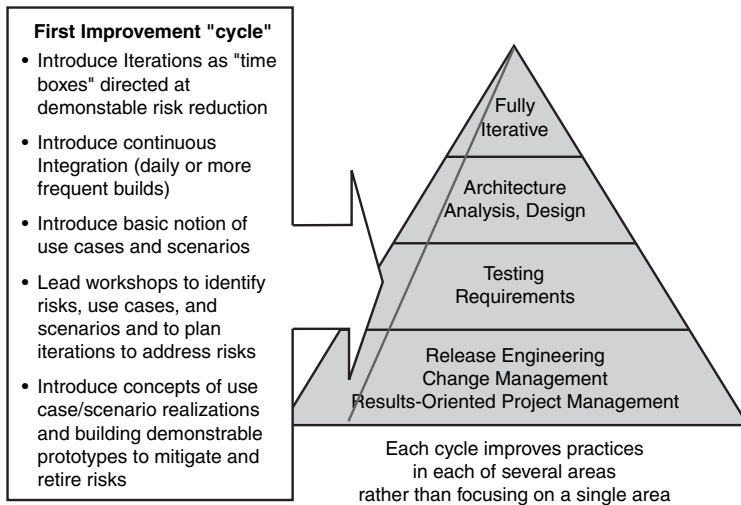 First Improvement "cycle"
• Introduce Iterations as "time
boxes" directed at
demonstable risk reduction
• Introduce continuous
Integration (daily or more
frequent builds)
• Introduce basic notion of
use cases and scenarios
• Lead workshops to identify
risks, use cases, and
scenarios and to plan
iterations to address risks
• Introduce concepts of use
case/scenario realizations
and building demonstrable
prototypes to mitigate and
retire risks
Fully
Iterative
Architecture
Analysis, Design
Testing
Requirements
Release Engineering
Change Management
Results-Oriented Project Management
Each cycle improves practices
in each of several areas
rather than focusing on a single area